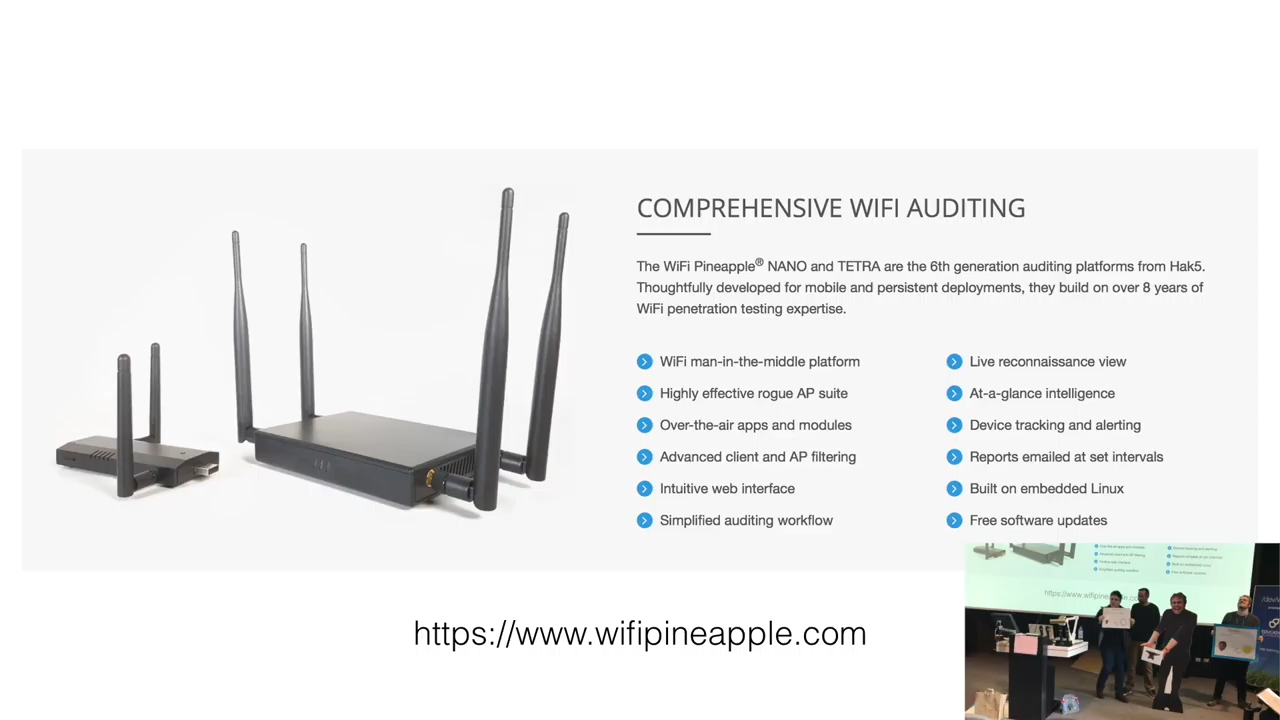 COMPREHENSIVE WIFI AUDITING
The WiFi Pineapple® NANO and TETRA are the 6th generation auditing platforms from Hak5.
Thoughtfully developed for mobile and persistent deployments, they build on over 8 years of
WiFi penetration testing expertise.
WiFi man-in-the-middle platform
Highly effective rogue AP suite
Over-the-air apps and modules
Advanced client and AP filtering
Intuitive web interface
Simplified auditing workflow
Live reconnaissance view
At-a-glance intelligence
Device tracking and alerting
Reports emailed at set intervals
Built on embedded Linux
Free software updates
https://www.wifipineapple.com